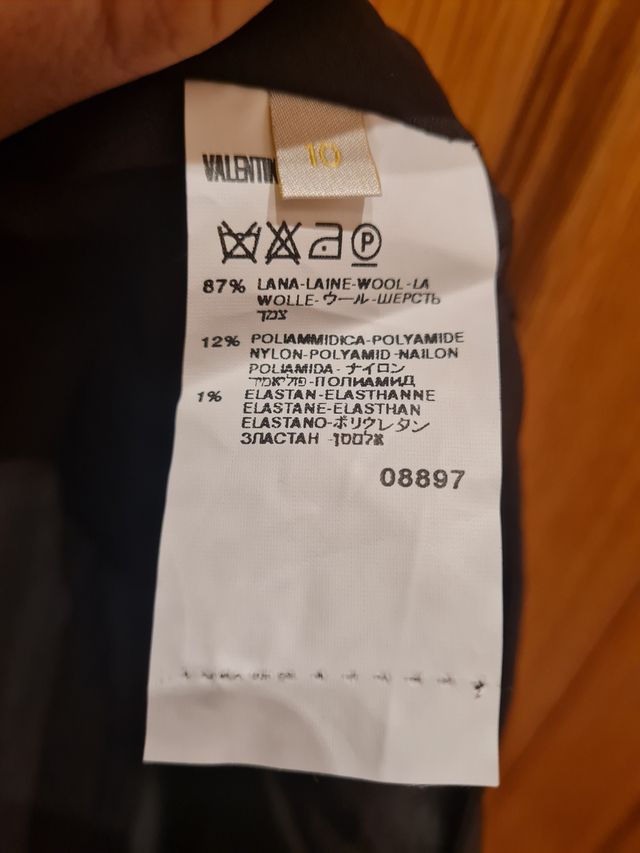 10
VALENTIN
87% LANA-LAINE-WOOL-LA
WOLLE-ウール-ШЕРСТЬ
צמר
12% POLIAMMIDICA-POLYAMIDE
NYLON-POLYAMID-NAILON
POLIAMIDA-ナイロン
פוליאמיד-ПОЛИАМИД
1% ELASTAN-ELASTHANNE
ELASTANE-ELASTHAN
ELASTANO-ポリウレタン
ЭЛАСТАН-אלסטן
08897
P